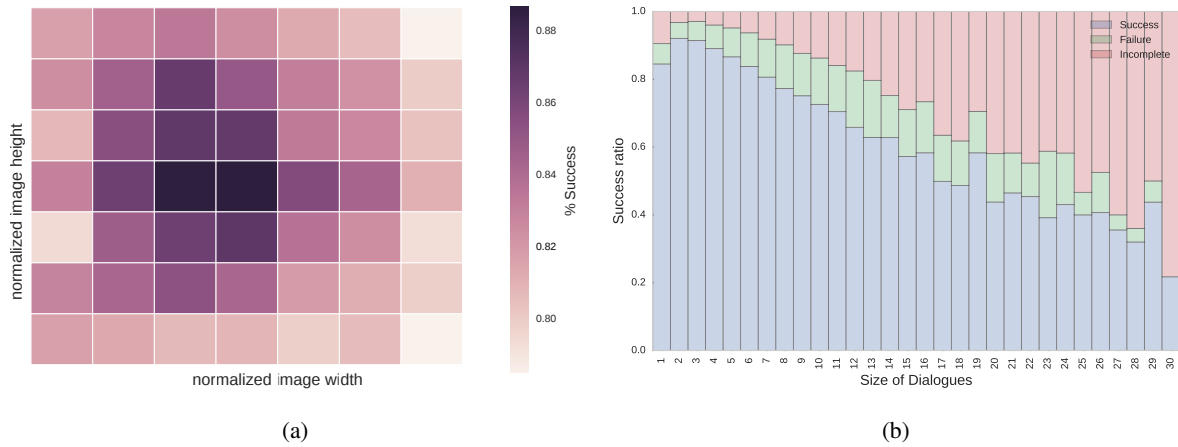 normalized image height
normalized image width
0.88
0.86
0.84
0.82
0.80
% Success
(a)
Success ratio
1.0
0.8
0.6
0.4
0.2
0.0
Success
Failure
Incomplete
1 2 3 4 5 6 7 8 9 10 11 12 13 14 15 16 17 18 19 20 21 22 23 24 25 26 27 28 29 30
Size of Dialogues
(b)